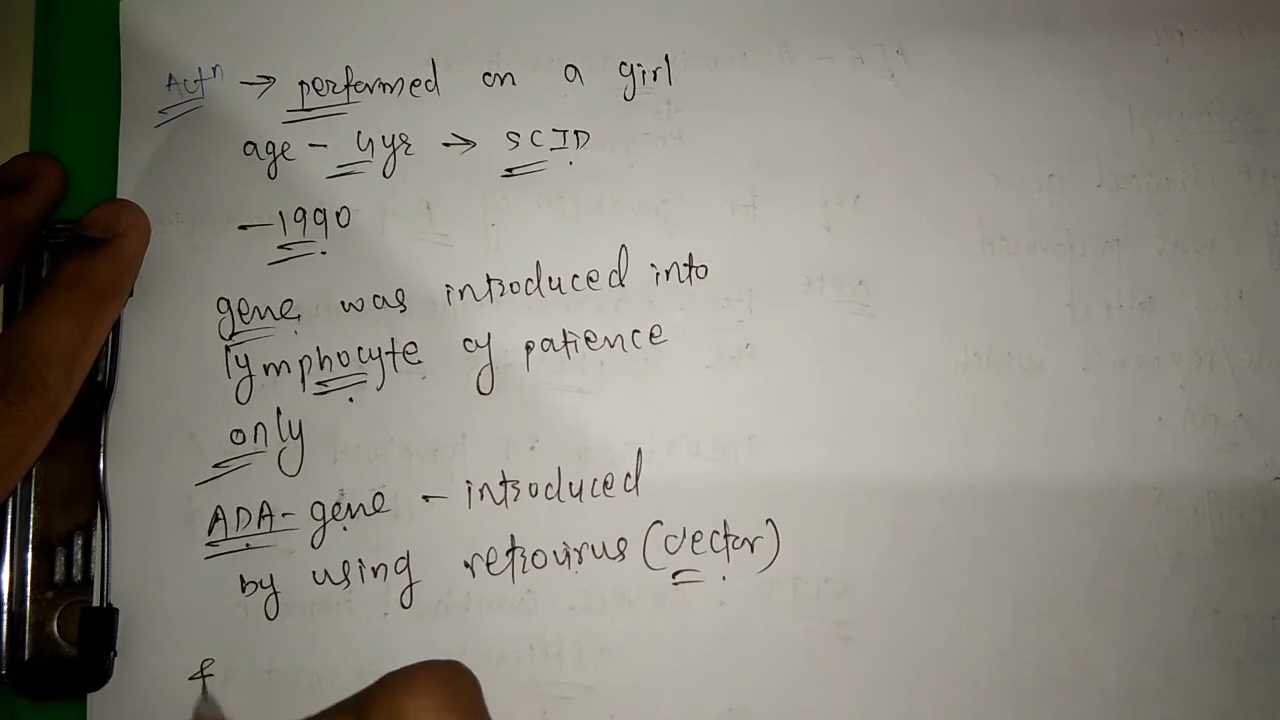 Actⁿ → performed on a girl
age - 4yr → SCID
- 1990
gene was introduced into
lymphocyte of patience
only
ADA-gene - introduced
by using retrovirus (vector)
&